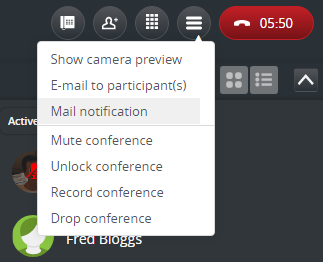 05:50
Show camera preview
E-mail to participant(s)
Mail notification
Active
Mute conference
Unlock conference
Record conference
Drop conference
Fred Bloggs